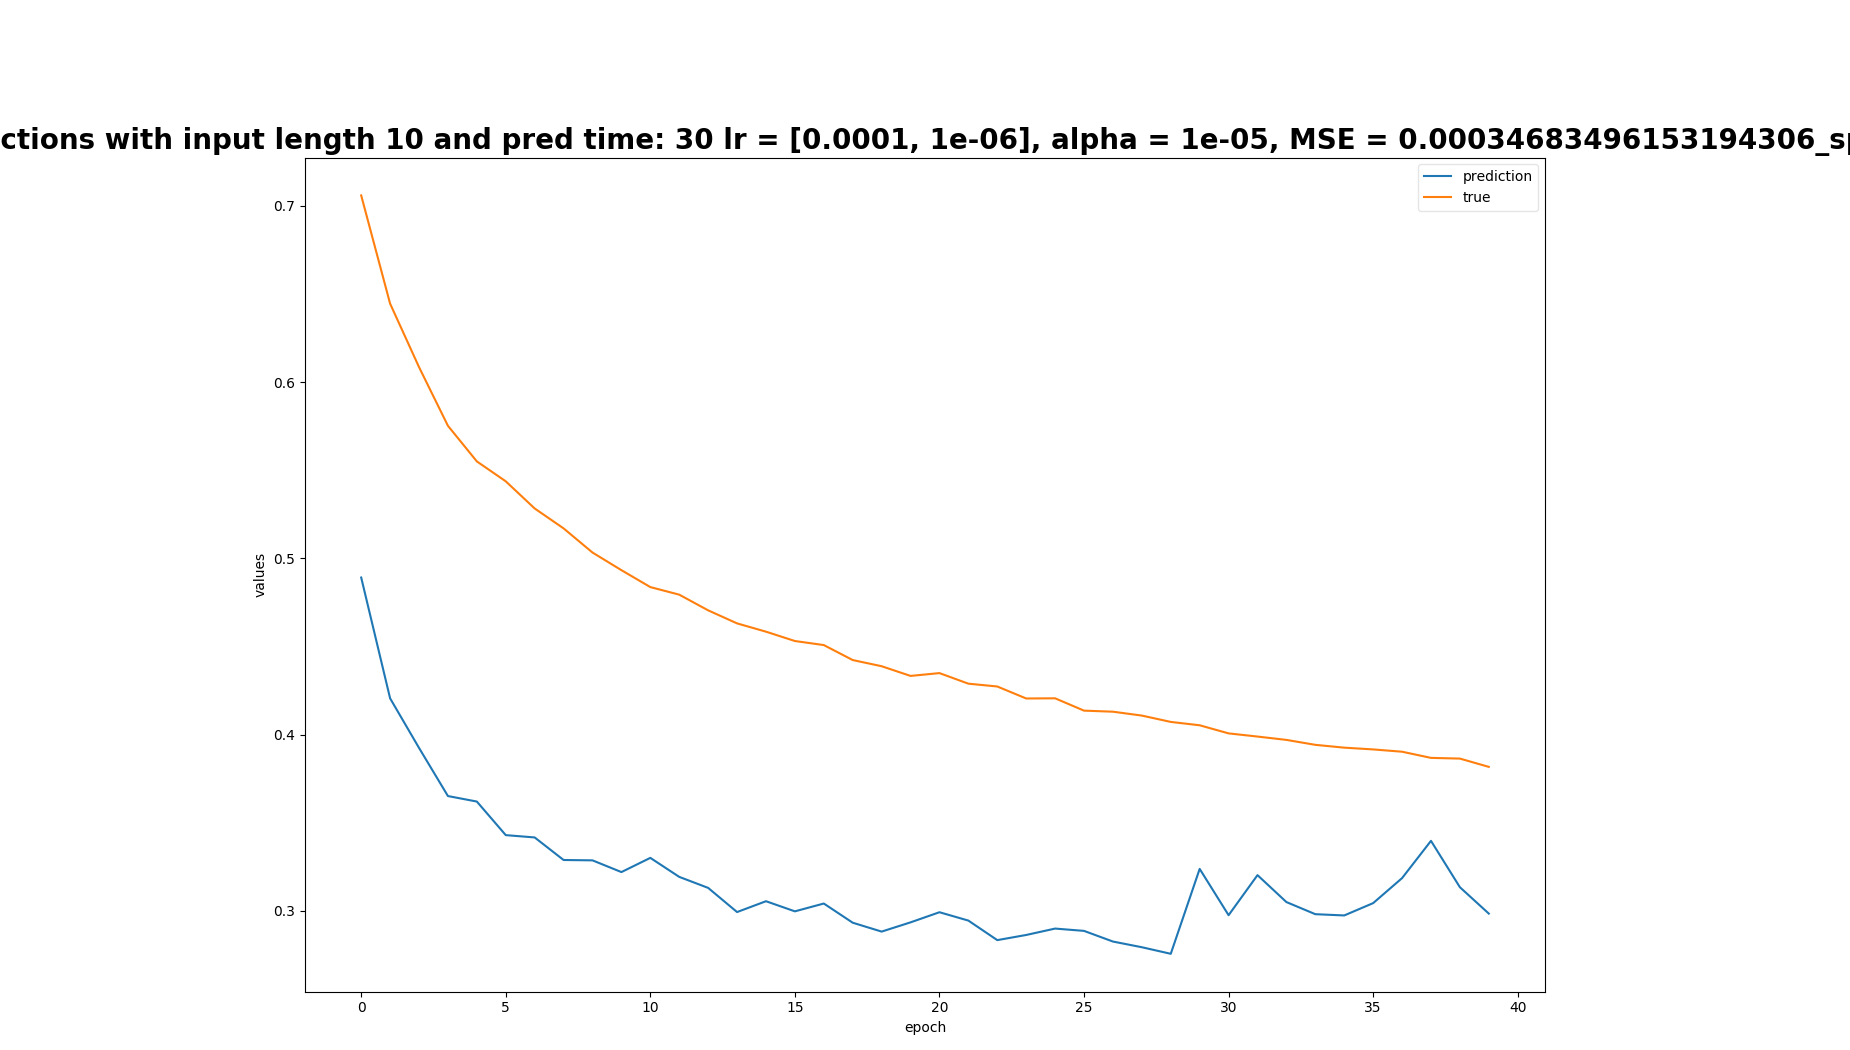 ctions with input length 10 and pred time: 30 lr = [0.0001, 1e-06], alpha = 1e-05, MSE = 0.00034683496153194306_sp
prediction
true
0.7
0.6
0.5
0.4
0.3
values
0 5 10 15 20 25 30 35 40
epoch